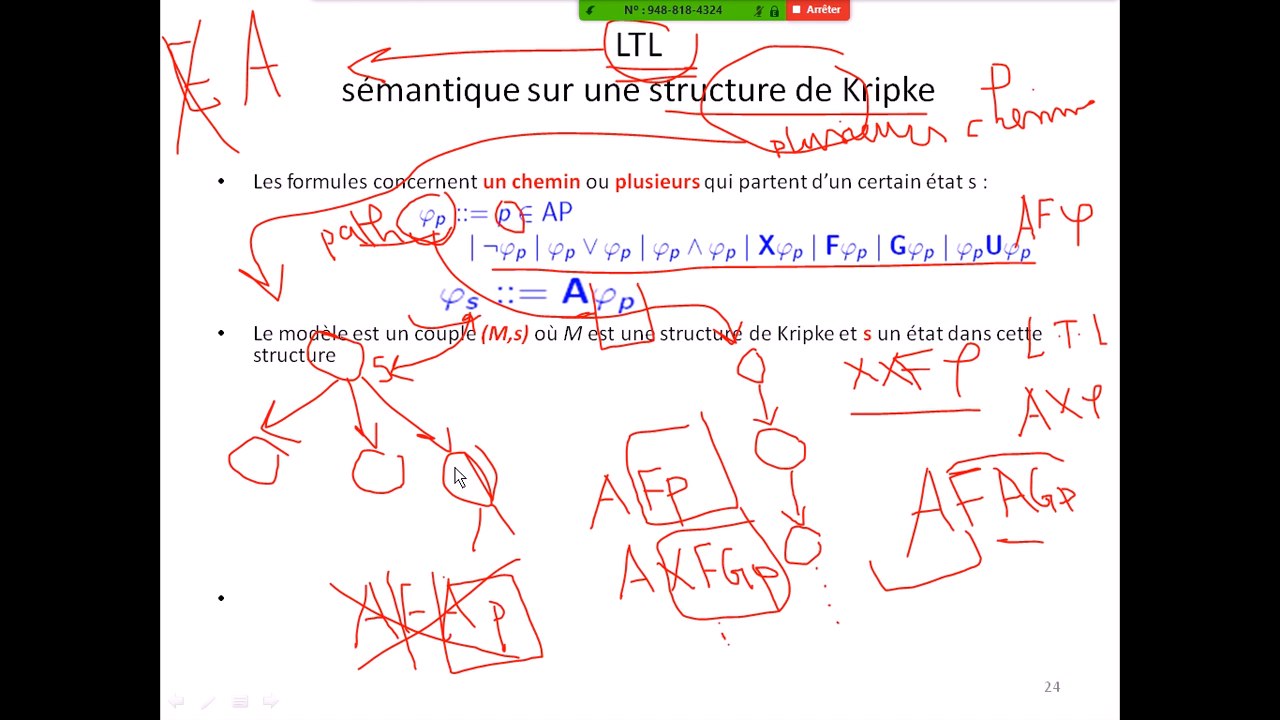 N° : 948-818-4324 Arrêter
LTL
E A
sémantique sur une structure de Kripke
plusieurs chemins
P
• Les formules concernent un chemin ou plusieurs qui partent d'un certain état s :
path φp ::= p ∈ AP
AFφ
| ¬φp | φp ∨ φp | φp ∧ φp | Xφp | Fφp | Gφp | φpUφp
φs ::= Aφp
• Le modèle est un couple (M,s) où M est une structure de Kripke et s un état dans cette
structure
LTL
S
XXFφ
AXφ
AFp
AFAGp
AXFGp
•
AFAp
24